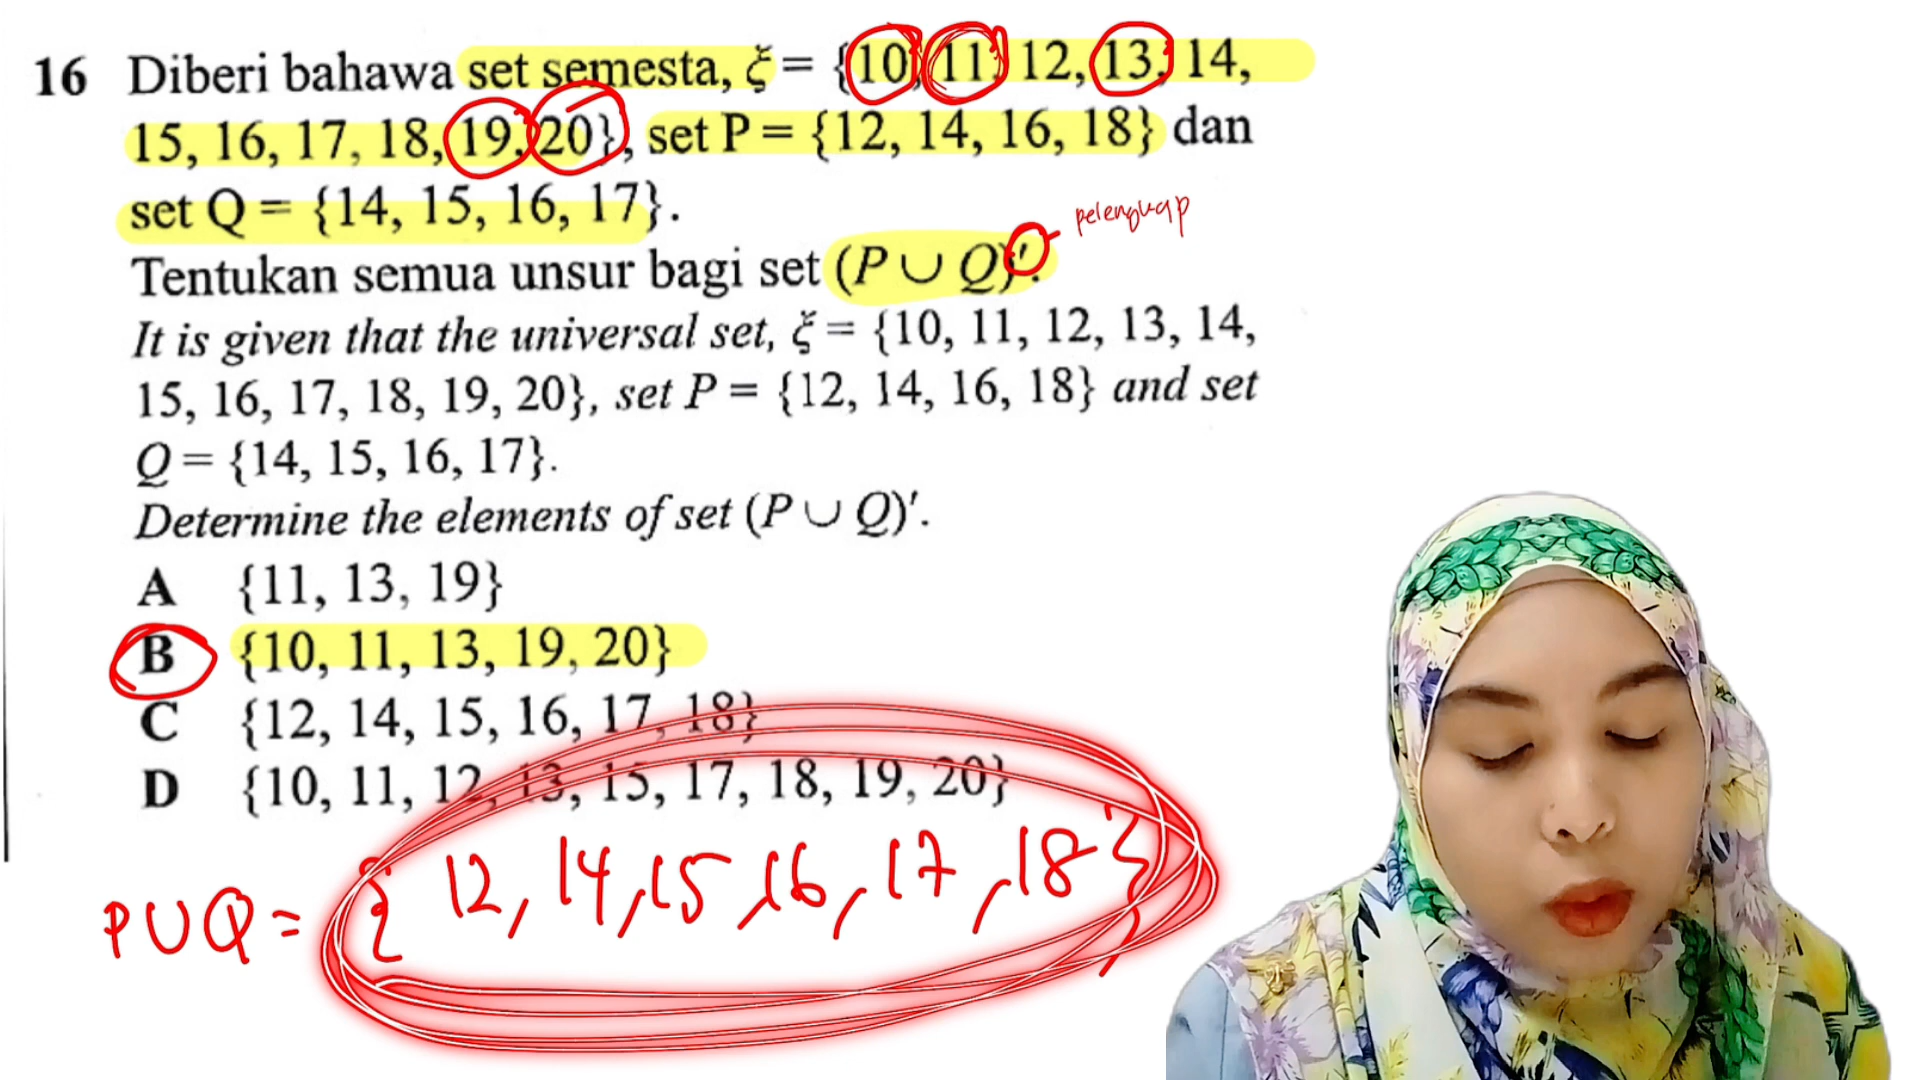 16 Diberi bahawa set semesta, ξ = {10, 11, 12, 13, 14,
15, 16, 17, 18, 19, 20}, set P = {12, 14, 16, 18} dan
set Q = {14, 15, 16, 17}.
pelengkap
Tentukan semua unsur bagi set (P ∪ Q)′.
It is given that the universal set, ξ = {10, 11, 12, 13, 14,
15, 16, 17, 18, 19, 20}, set P = {12, 14, 16, 18} and set
Q = {14, 15, 16, 17}.
Determine the elements of set (P ∪ Q)′.
A {11, 13, 19}
B {10, 11, 13, 19, 20}
C {12, 14, 15, 16, 17, 18}
D {10, 11, 12, 13, 15, 17, 18, 19, 20}
P∪Q = { 12, 14, 15, 16, 17, 18 }